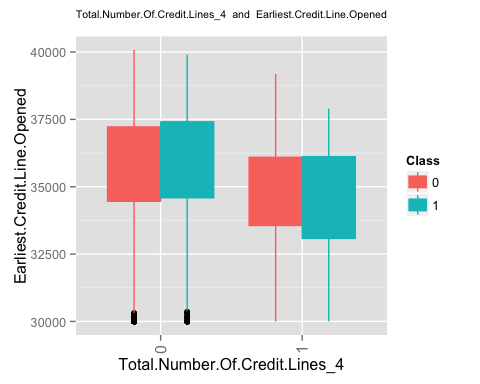 Total.Number.Of.Credit.Lines_4 and Earliest.Credit.Line.Opened
Earliest.Credit.Line.Opened
40000
37500
35000
32500
30000
0
1
Total.Number.Of.Credit.Lines_4
Class
0
1